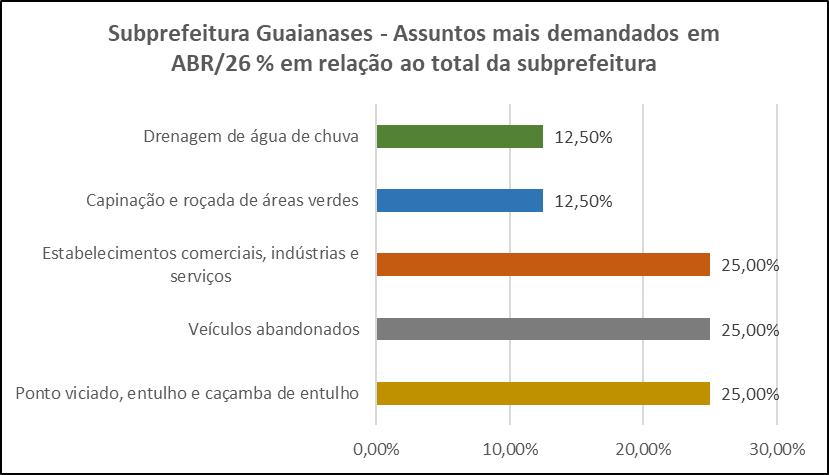 Subprefeitura Guaianases - Assuntos mais demandados em
ABR/26 % em relação ao total da subprefeitura
Drenagem de água de chuva
12,50%
Capinação e roçada de áreas verdes
12,50%
Estabelecimentos comerciais, indústrias e
serviços
25,00%
Veículos abandonados
25,00%
Ponto viciado, entulho e caçamba de entulho
25,00%
0,00%
10,00%
20,00%
30,00%